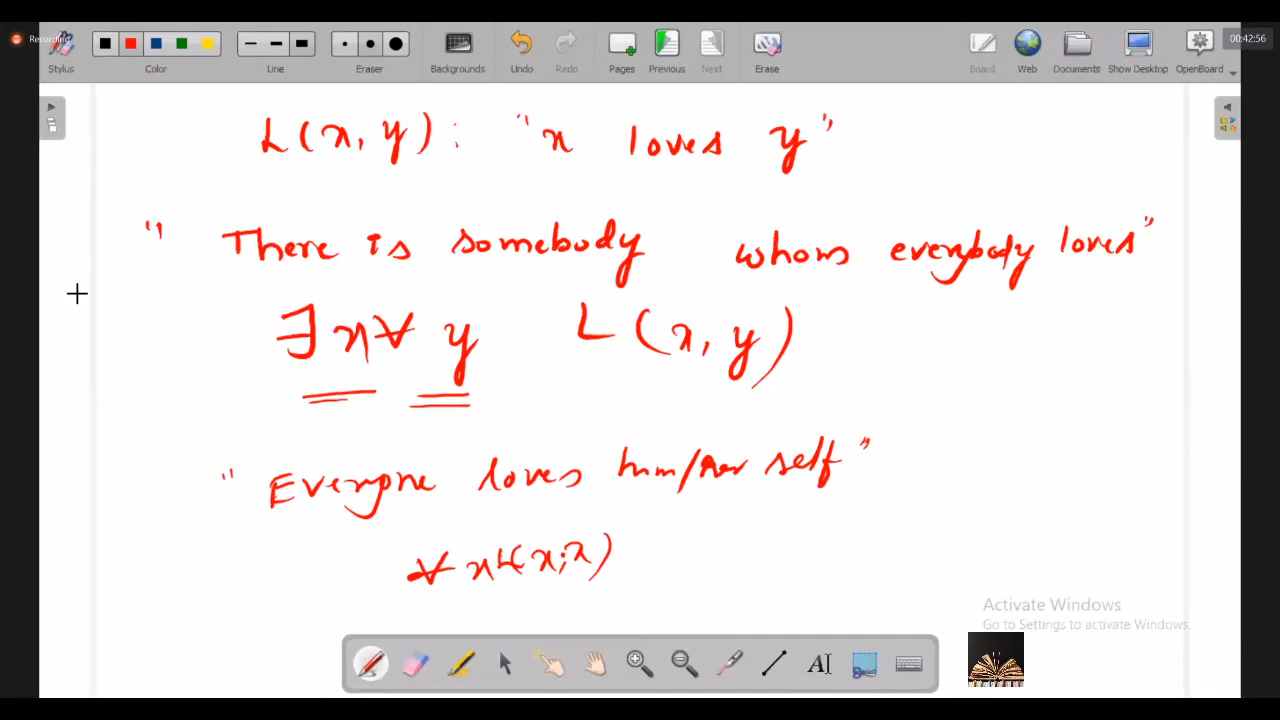 Recording
00:42:56
Stylus Color Line Eraser Backgrounds Undo Redo Pages Previous Next Erase Board Web Documents Show Desktop OpenBoard
L(x, y) : "x loves y"
" There is somebody whom everybody loves"
∃x∀ y L(x, y)
" Everyone loves him/her self"
∀ x L(x, x)
Activate Windows
Go to Settings to activate Windows.